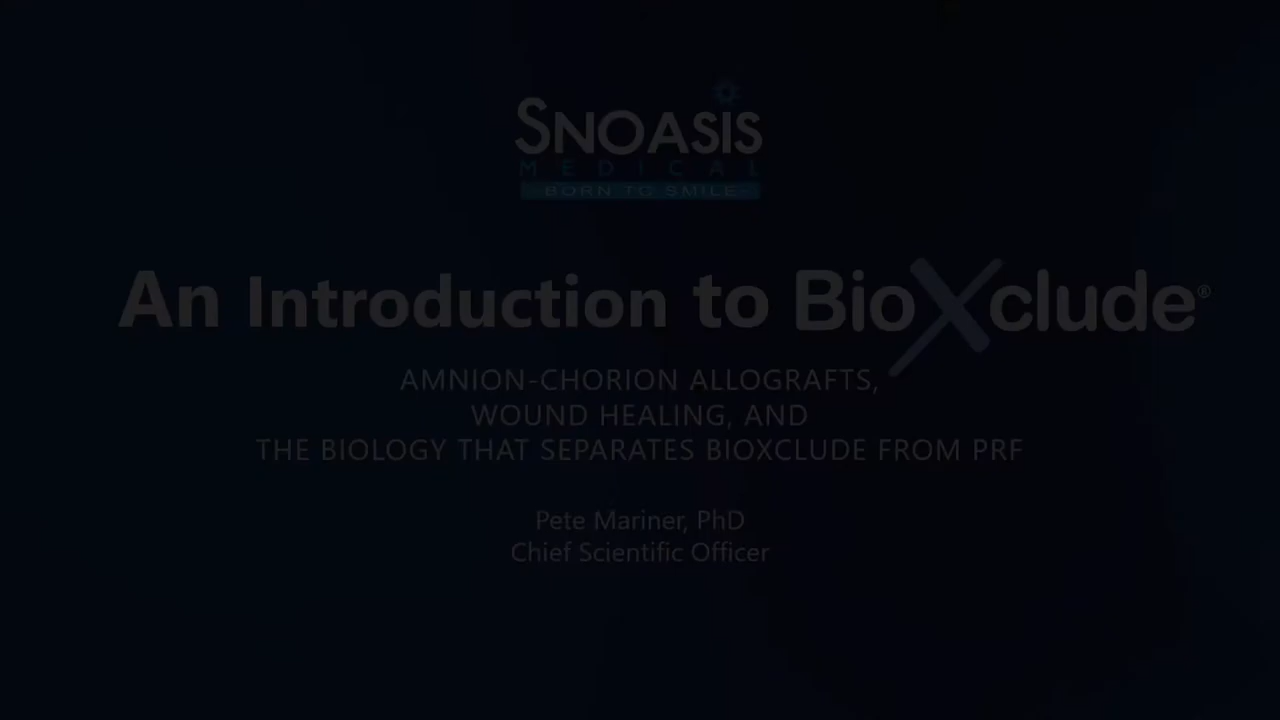 SNOASIS
MEDICAL
BORN TO SMILE
An Introduction to BioXclude®
AMNION-CHORION ALLOGRAFTS,
WOUND HEALING, AND
THE BIOLOGY THAT SEPARATES BIOXCLUDE FROM PRF
Pete Mariner, PhD
Chief Scientific Officer